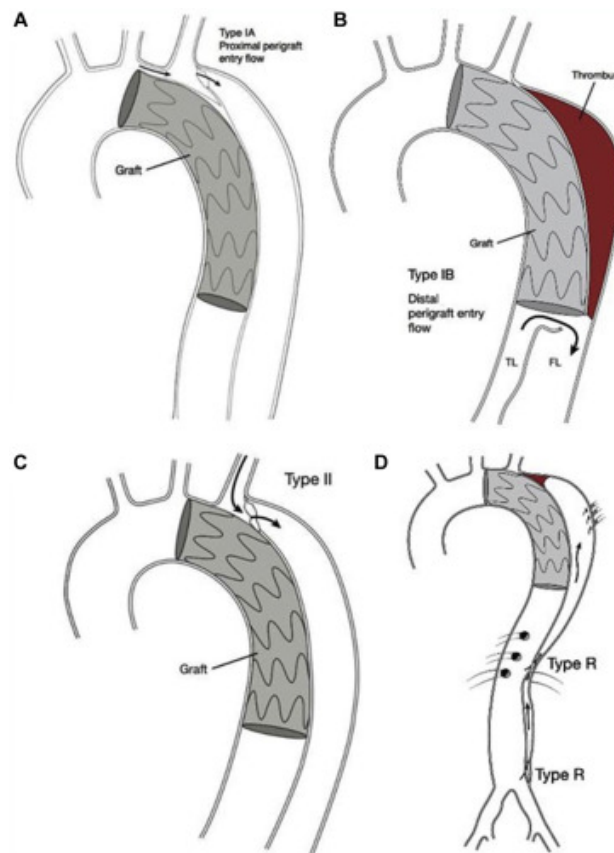 A
Type IA
Proximal perigraft
entry flow
Graft
B
Thrombu
Graft
Type IB
Distal
perigraft entry
flow
TL
FL
C
Type II
Graft
D
Type R
Type R